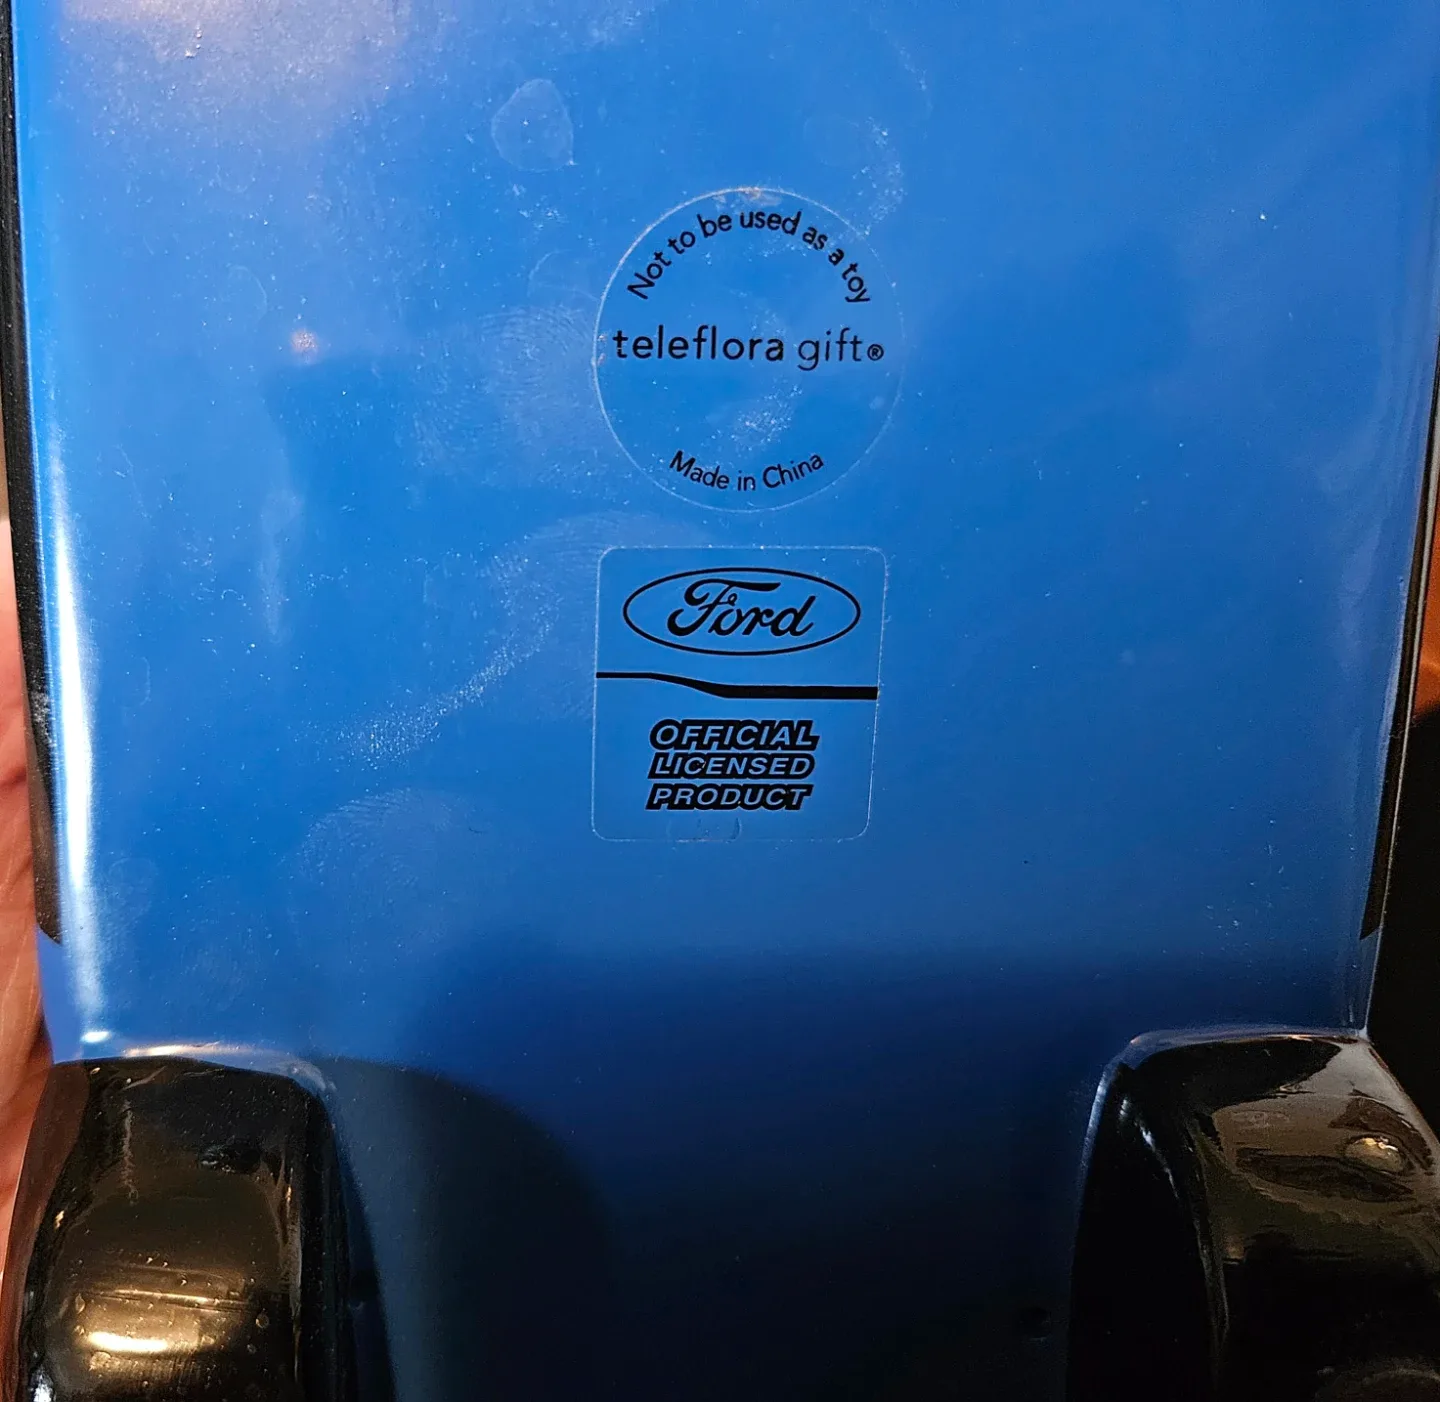 Not to be used as a toy
teleflora gift®
Made in China
Ford
OFFICIAL
LICENSED
PRODUCT